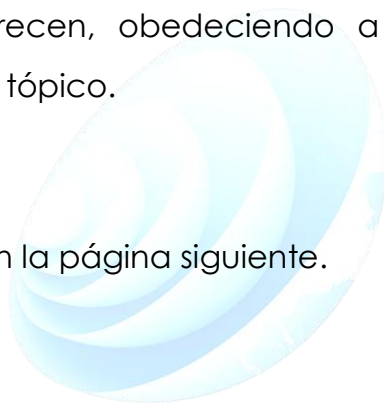 recen, obedeciendo a
tópico.
n la página siguiente.